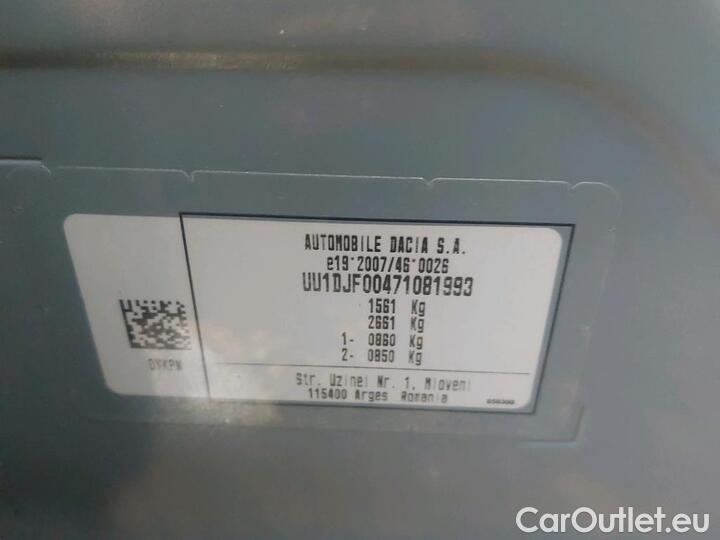 AUTOMOBILE DACIA S.A.
e19*2007/46*0026
UU1DJF00471081993
1561 Kg
2661 Kg
1- 0860 Kg
2- 0850 Kg
Str. Uzinei Nr. 1, Mioveni
115400 Arges Romania
CarOutlet.eu